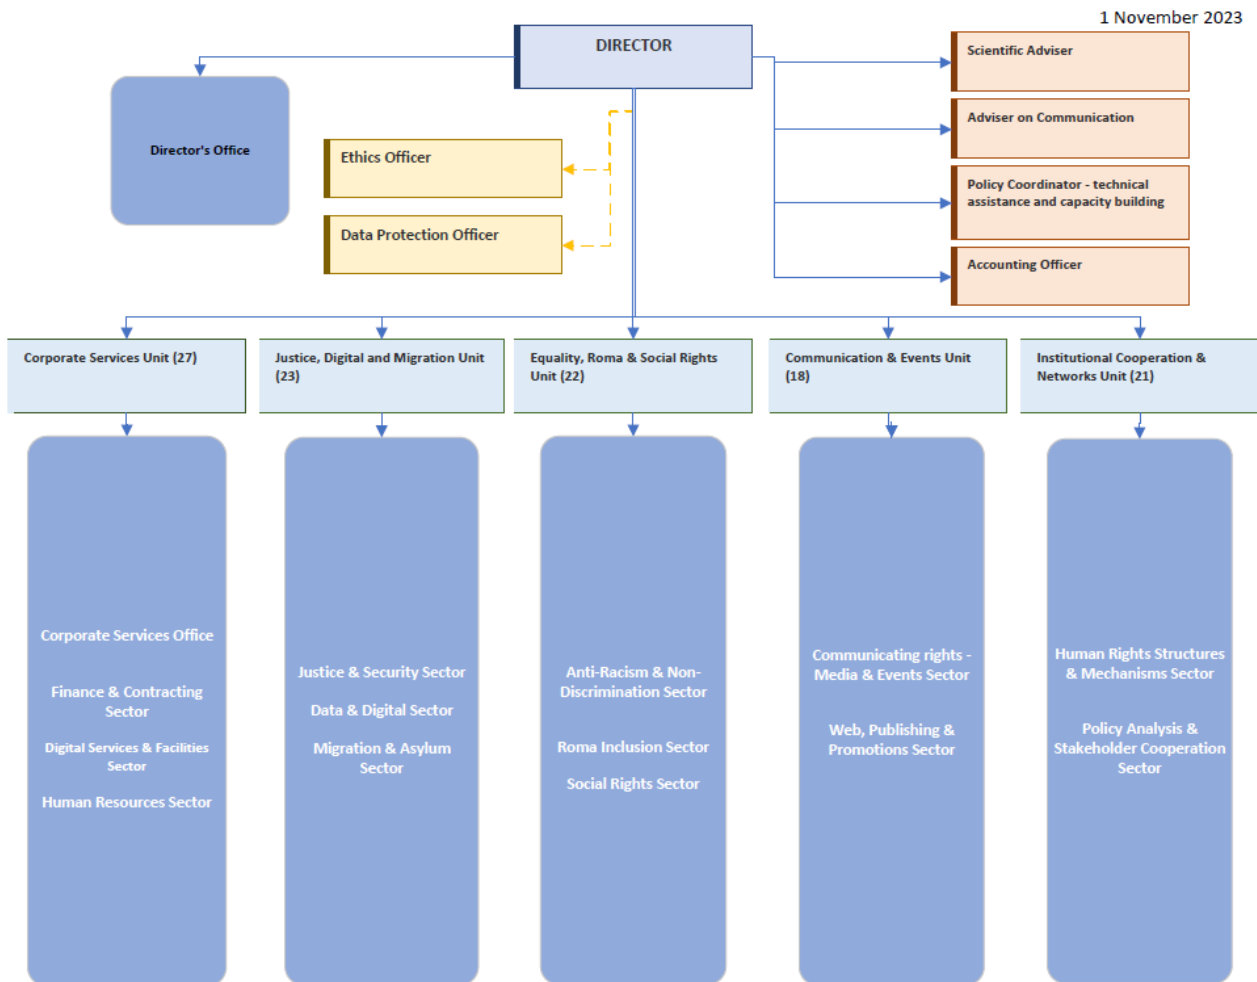 1 November 2023
DIRECTOR
Scientific Adviser
Director's Office
Adviser on Communication
Ethics Officer
Policy Coordinator - technical
assistance and capacity building
Data Protection Officer
Accounting Officer
Corporate Services Unit (27)
Justice, Digital and Migration Unit
(23)
Equality, Roma & Social Rights
Unit (22)
Communication & Events Unit
(18)
Institutional Cooperation &
Networks Unit (21)
Corporate Services Office
Finance & Contracting
Sector
Digital Services & Facilities
Sector
Human Resources Sector
Justice & Security Sector
Data & Digital Sector
Migration & Asylum
Sector
Anti-Racism & Non-
Discrimination Sector
Roma Inclusion Sector
Social Rights Sector
Communicating rights -
Media & Events Sector
Web, Publishing &
Promotions Sector
Human Rights Structures
& Mechanisms Sector
Policy Analysis &
Stakeholder Cooperation
Sector